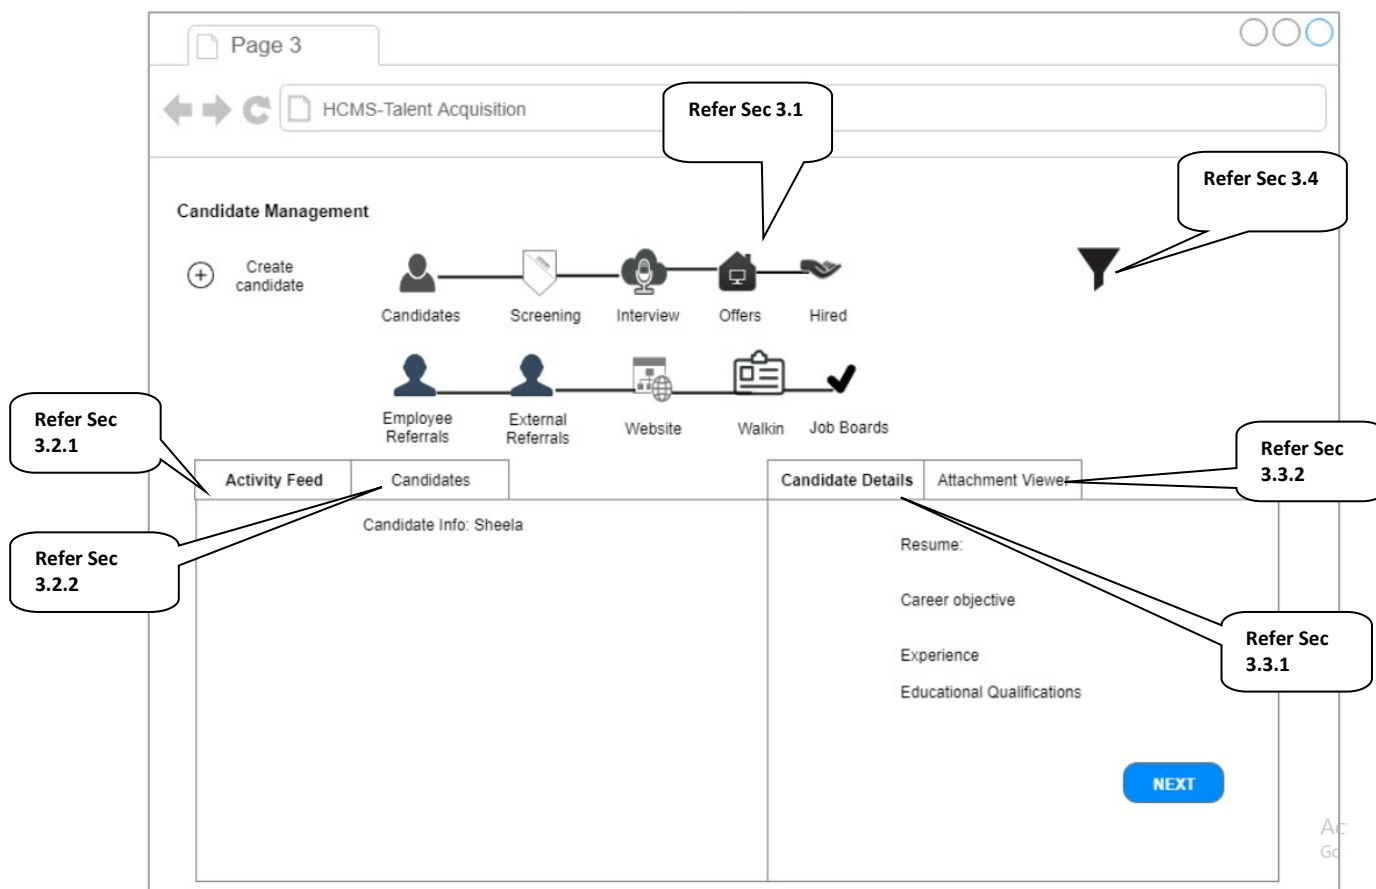 Page 3
HCMS-Talent Acquisition
Refer Sec 3.1
Refer Sec 3.4
Candidate Management
Create
candidate
Candidates
Screening
Interview
Offers
Hired
Employee
Referrals
External
Referrals
Website
Walkin
Job Boards
Refer Sec
3.2.1
Activity Feed
Candidates
Candidate Details
Attachment Viewer
Refer Sec
3.3.2
Candidate Info: Sheela
Refer Sec
3.2.2
Resume:
Career objective
Experience
Educational Qualifications
Refer Sec
3.3.1
NEXT